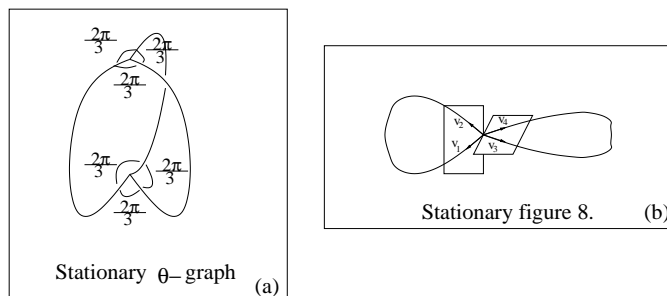 2π/3
2π/3
2π/3
2π/3
2π/3
2π/3
Stationary θ-graph (a)
v₂
v₄
v₁
v₃
Stationary figure 8. (b)